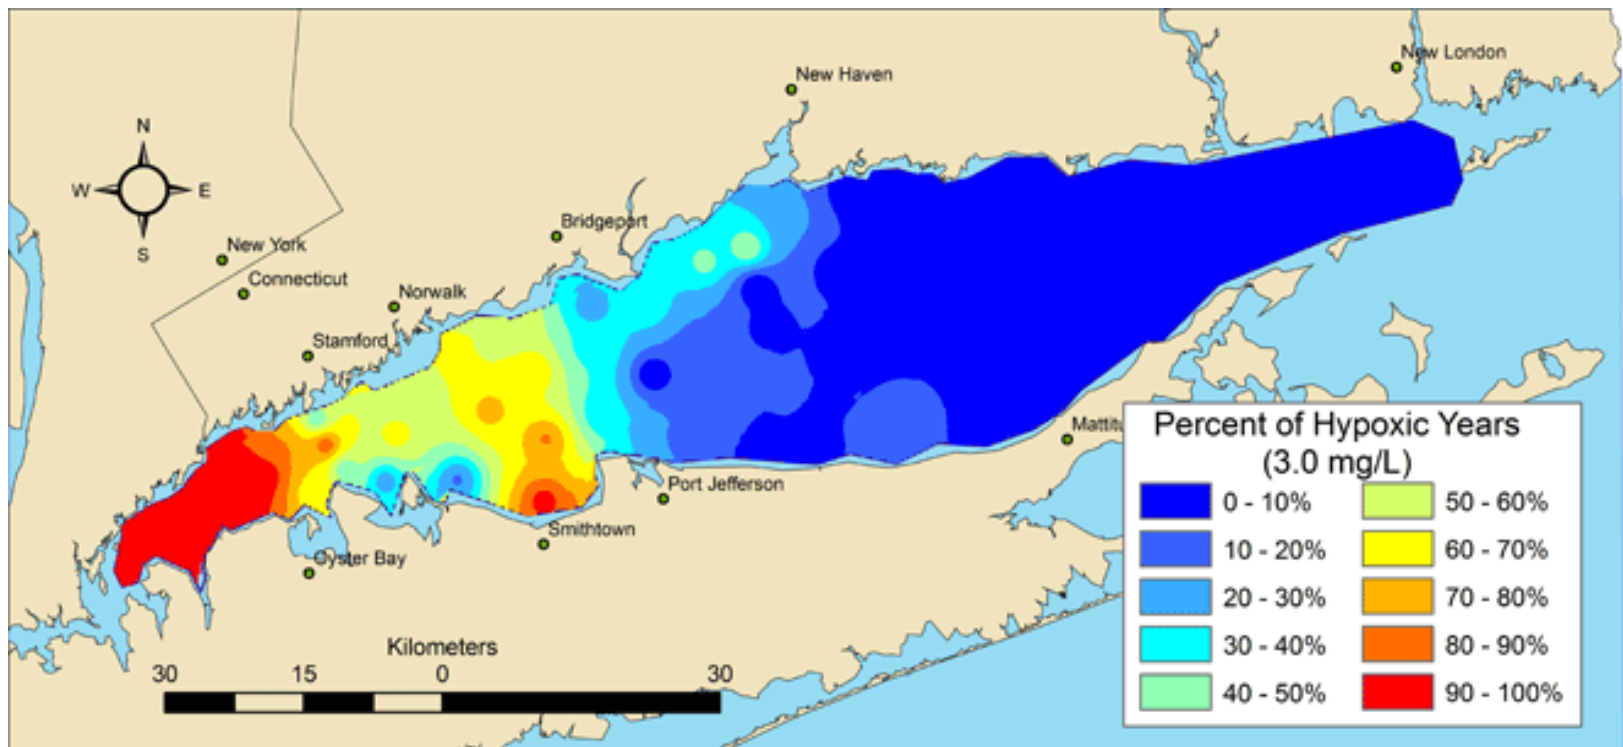 New London
New Haven
N
W
E
S
Bridgeport
New York
Connecticut
Norwalk
Stamford
Mattitu
Port Jefferson
Smithtown
Oyster Bay
Kilometers
30 15 0 30
Percent of Hypoxic Years
(3.0 mg/L)
0 - 10%
10 - 20%
20 - 30%
30 - 40%
40 - 50%
50 - 60%
60 - 70%
70 - 80%
80 - 90%
90 - 100%